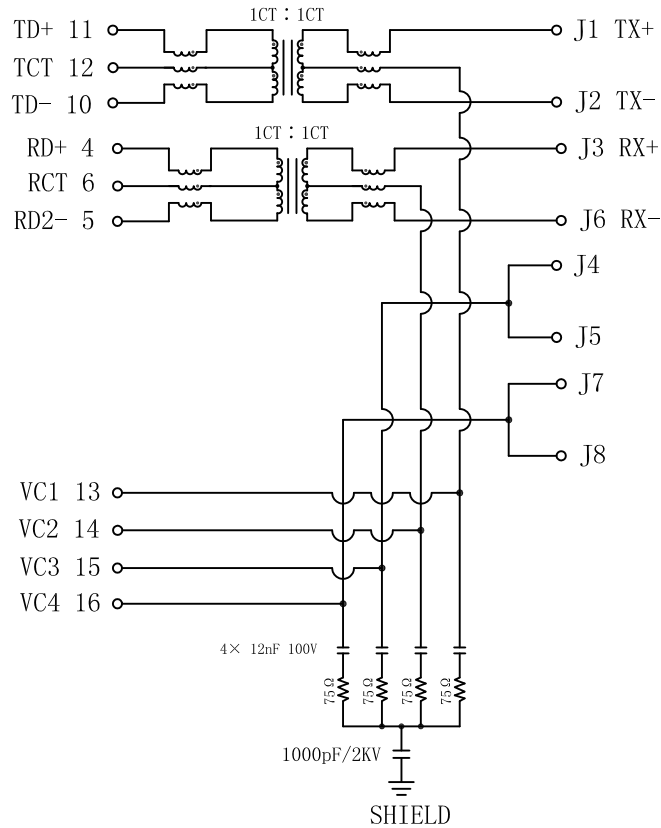 1CT：1CT
TD+ 11
J1 TX+
TCT 12
TD- 10
J2 TX-
1CT：1CT
RD+ 4
J3 RX+
RCT 6
RD2- 5
J6 RX-
J4
J5
J7
J8
VC1 13
VC2 14
VC3 15
VC4 16
4× 12nF 100V
75Ω
75Ω
75Ω
75Ω
1000pF/2KV
SHIELD